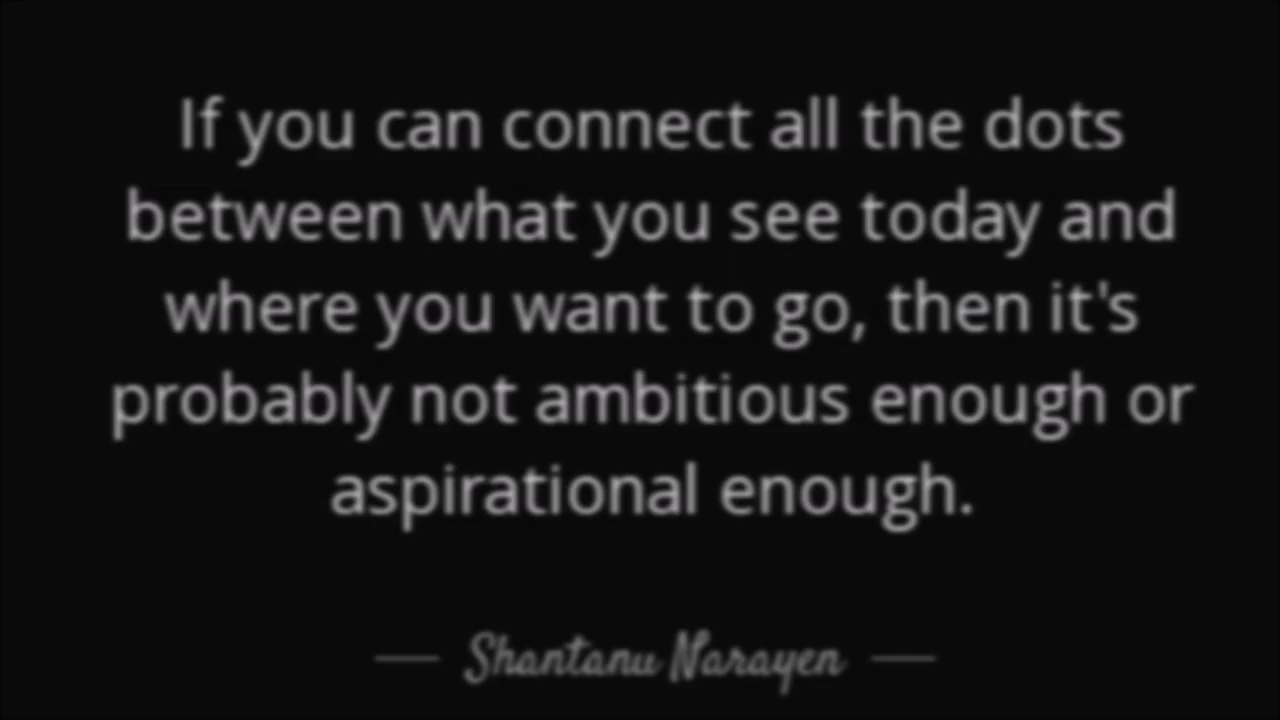 If you can connect all the dots
between what you see today and
where you want to go, then it's
probably not ambitious enough or
aspirational enough.
— Shantanu Narayen —